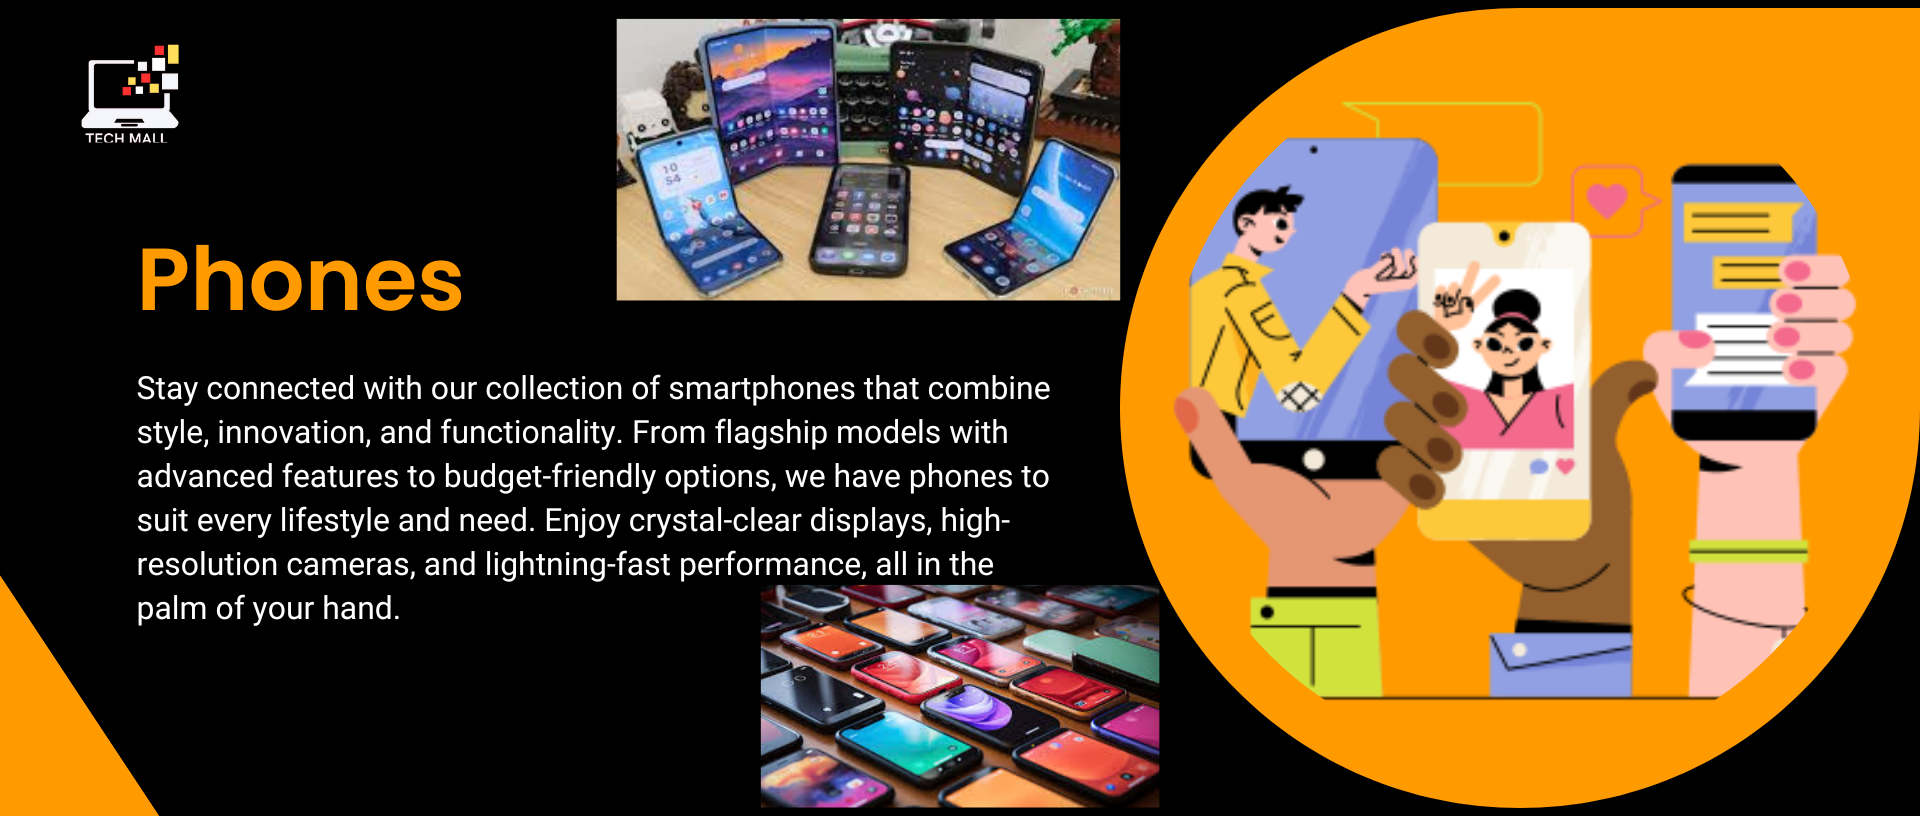 TECH MALL
Phones
Stay connected with our collection of smartphones that combine
style, innovation, and functionality. From flagship models with
advanced features to budget-friendly options, we have phones to
suit every lifestyle and need. Enjoy crystal-clear displays, high-
resolution cameras, and lightning-fast performance, all in the
palm of your hand.
10
54